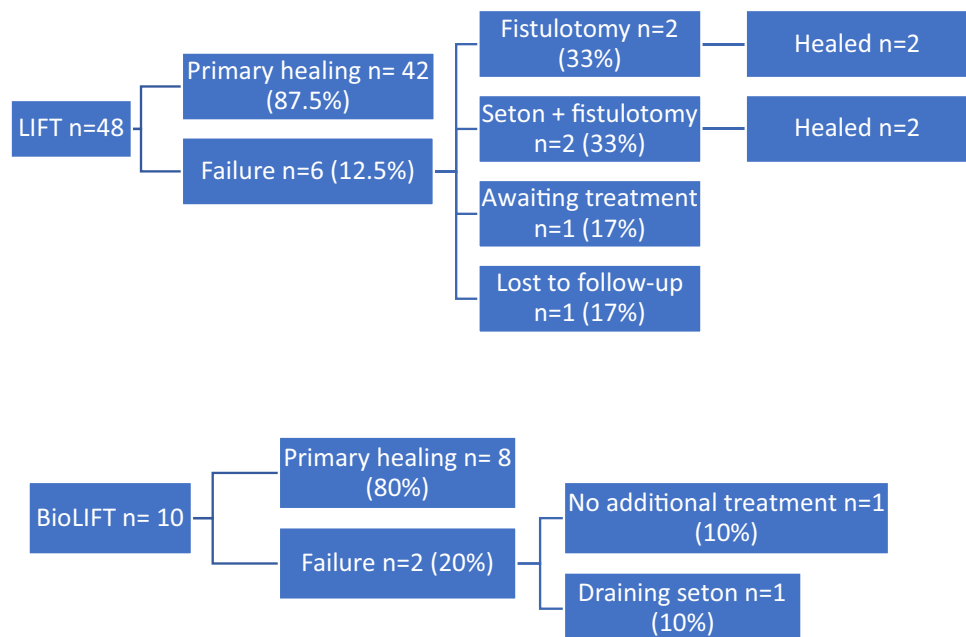 LIFT n=48
Primary healing n= 42
(87.5%)
Failure n=6 (12.5%)
Fistulotomy n=2
(33%)
Healed n=2
Seton + fistulotomy
n=2 (33%)
Healed n=2
Awaiting treatment
n=1 (17%)
Lost to follow-up
n=1 (17%)
BioLIFT n= 10
Primary healing n= 8
(80%)
Failure n=2 (20%)
No additional treatment n=1
(10%)
Draining seton n=1
(10%)